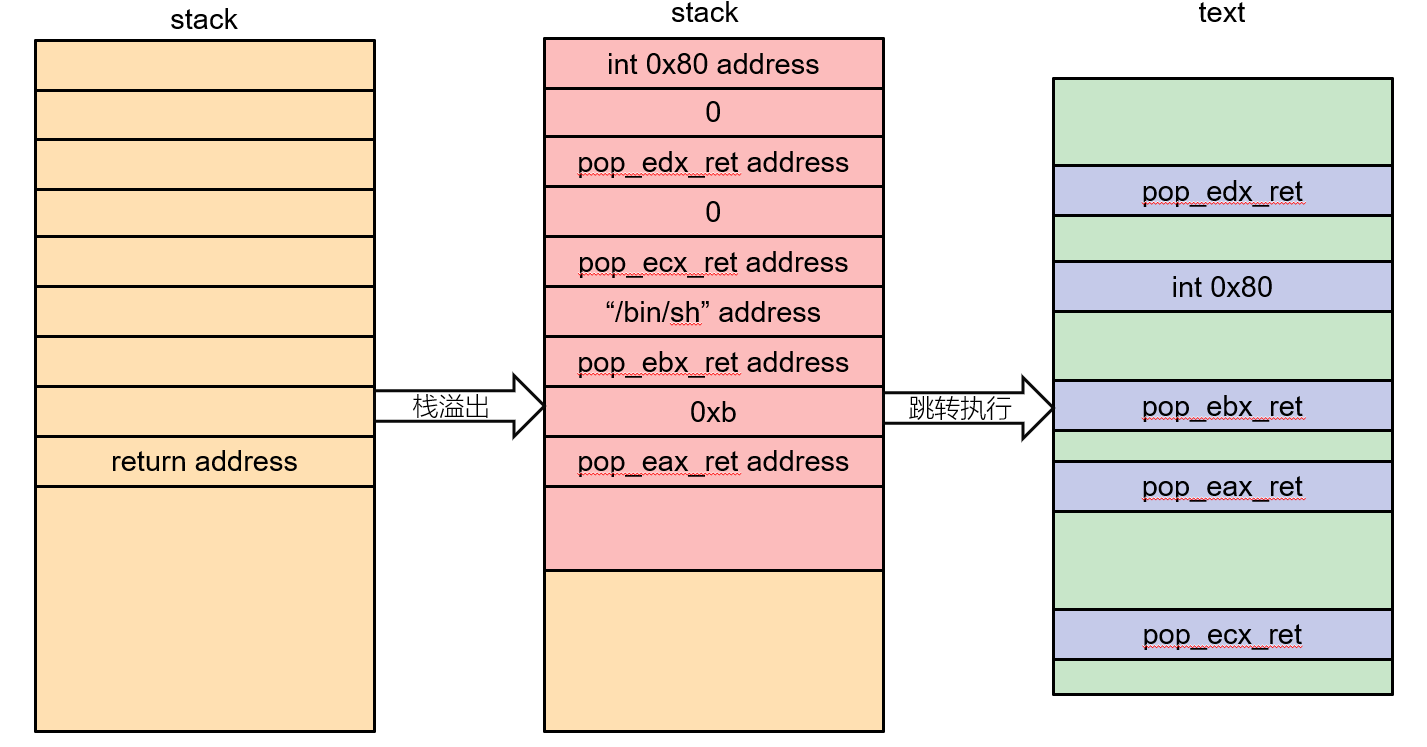 stack
return address
栈溢出
stack
int 0x80 address
0
pop_edx_ret address
0
pop_ecx_ret address
“/bin/sh” address
pop_ebx_ret address
0xb
pop_eax_ret address
跳转执行
text
pop_edx_ret
int 0x80
pop_ebx_ret
pop_eax_ret
pop_ecx_ret